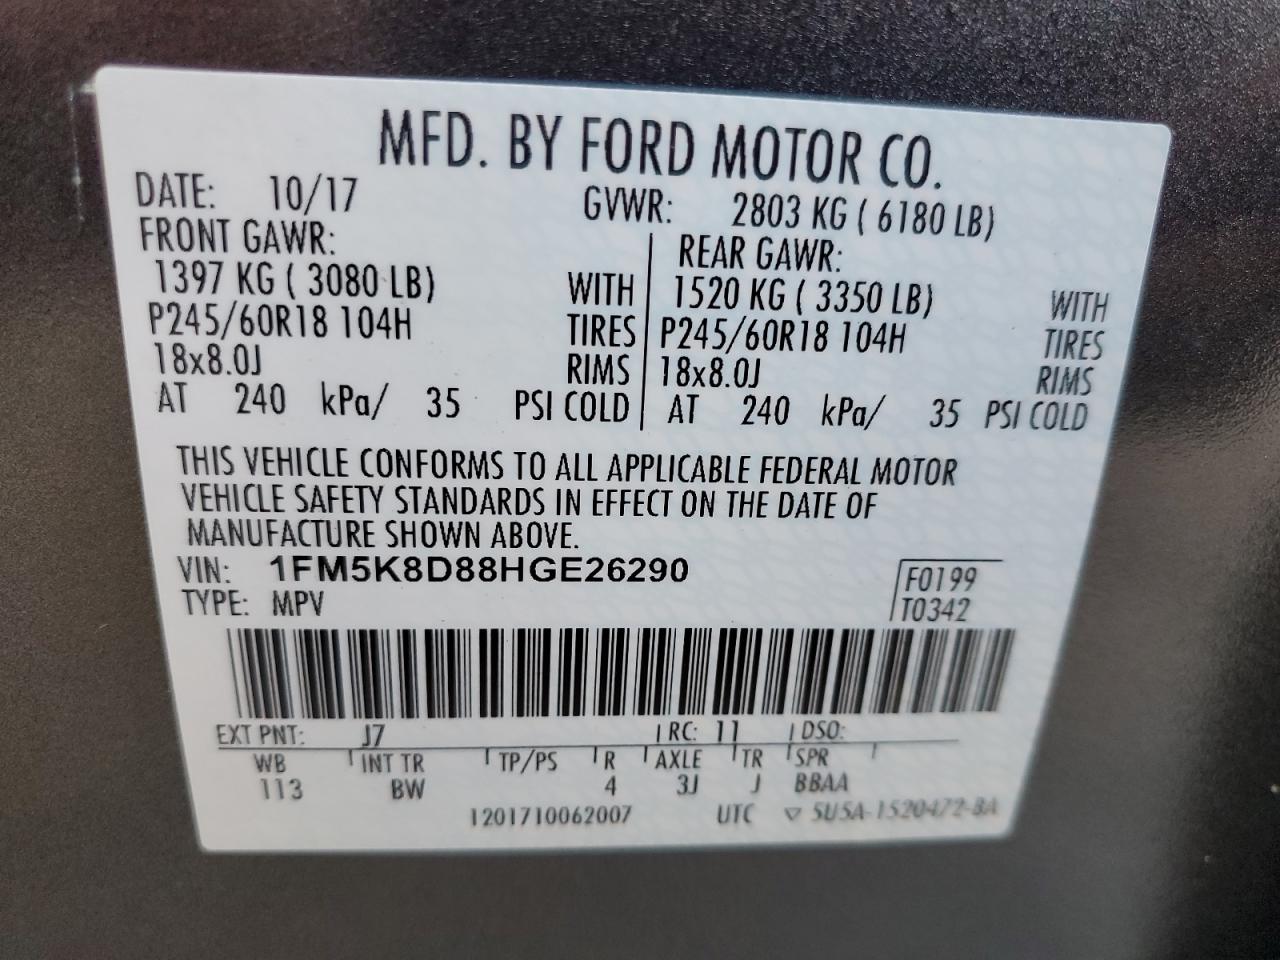 MFD. BY FORD MOTOR CO.
DATE: 10/17 GVWR: 2803 KG ( 6180 LB)
FRONT GAWR: REAR GAWR:
1397 KG ( 3080 LB) WITH 1520 KG ( 3350 LB) WITH
P245/60R18 104H TIRES P245/60R18 104H TIRES
18x8.0J RIMS 18x8.0J RIMS
AT 240 kPa/ 35 PSI COLD AT 240 kPa/ 35 PSI COLD
THIS VEHICLE CONFORMS TO ALL APPLICABLE FEDERAL MOTOR
VEHICLE SAFETY STANDARDS IN EFFECT ON THE DATE OF
MANUFACTURE SHOWN ABOVE.
VIN: 1FM5K8D88HGE26290 F0199
TYPE: MPV T0342
EXT PNT: J7 RC: 11 DSO:
WB INT TR TP/PS R AXLE TR SPR
113 BW 4 3J J BBAA
1201710062007 UTC ▽ 5U5A-1520472-BA